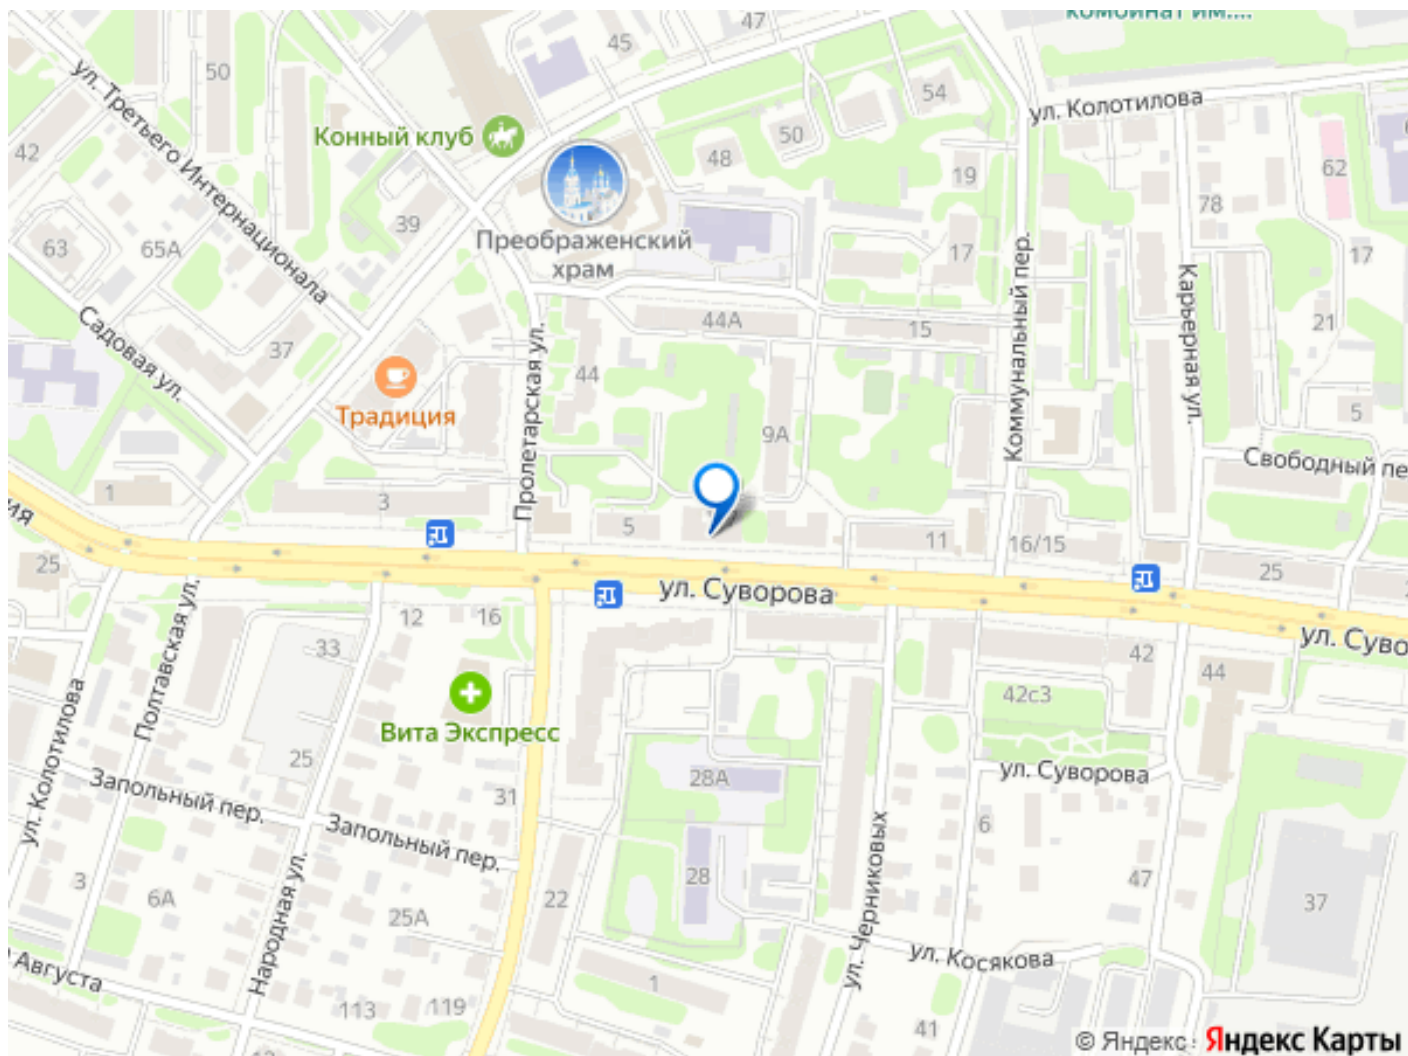 комбинат им....
45
50
ул. Третьего Интернационала
54
ул. Колотилова
Конный клуб
50
42
48
62
19
78
39
Преображенский
храм
63
65А
17
17
Коммунальный пер.
Карьерная ул.
Садовая ул.
44А
15
21
37
Пролетарская ул.
44
Традиция
5
9А
Свободный пе
1
3
ия
5
11
16/15
25
25
ул. Суворова
ул. Суво
12
16
Полтавская ул.
33
42
44
ул. Колотилова
42с3
Вита Экспресс
25
28А
ул. Суворова
Запольный пер.
31
Запольный пер.
6
ул. Черниковых
3
6А
Народная ул.
25А
22
28
47
37
Августа
ул. Косякова
113
119
1
41
© Яндекс
Яндекс Карты